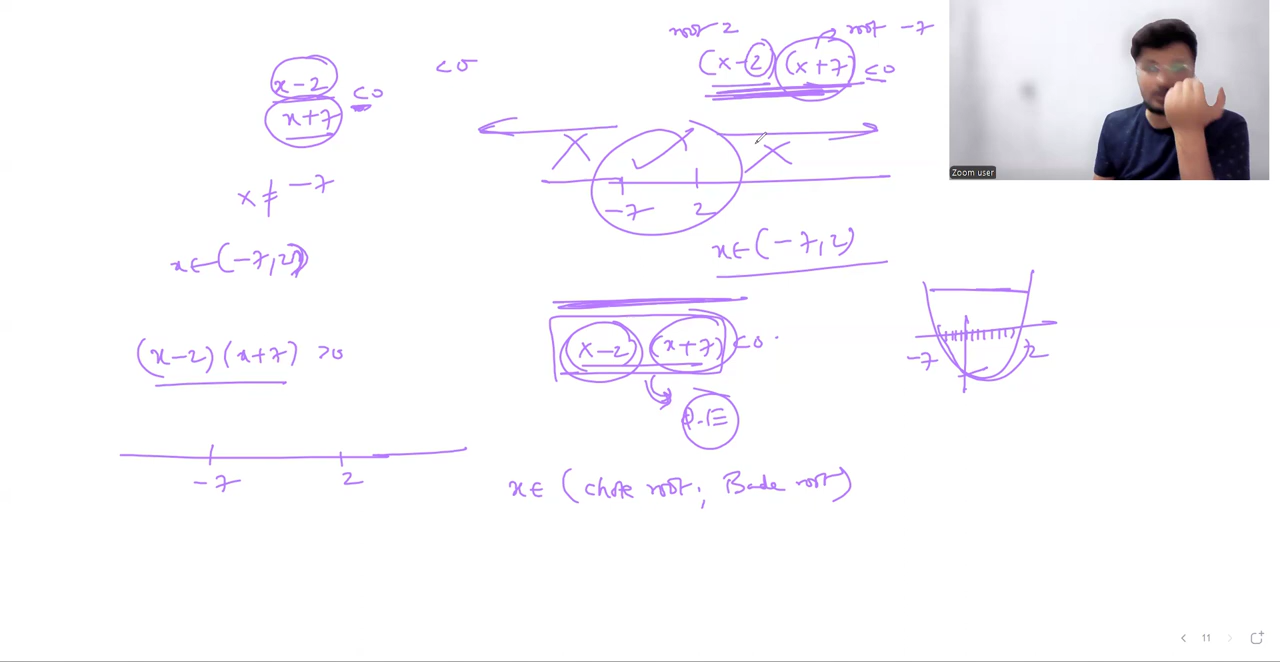 x-2
x+7
<0
x ≠ -7
x∈(-7,2)
(x-2)(x+7) >0
-7 2
<0
root 2 root -7
(x-2)(x+7) <0
X ✓ X
-7 2
x∈(-7,2)
(x-2)(x+7) <0
x∈ (chote root; Bade root)
-7 2
Zoom user
11